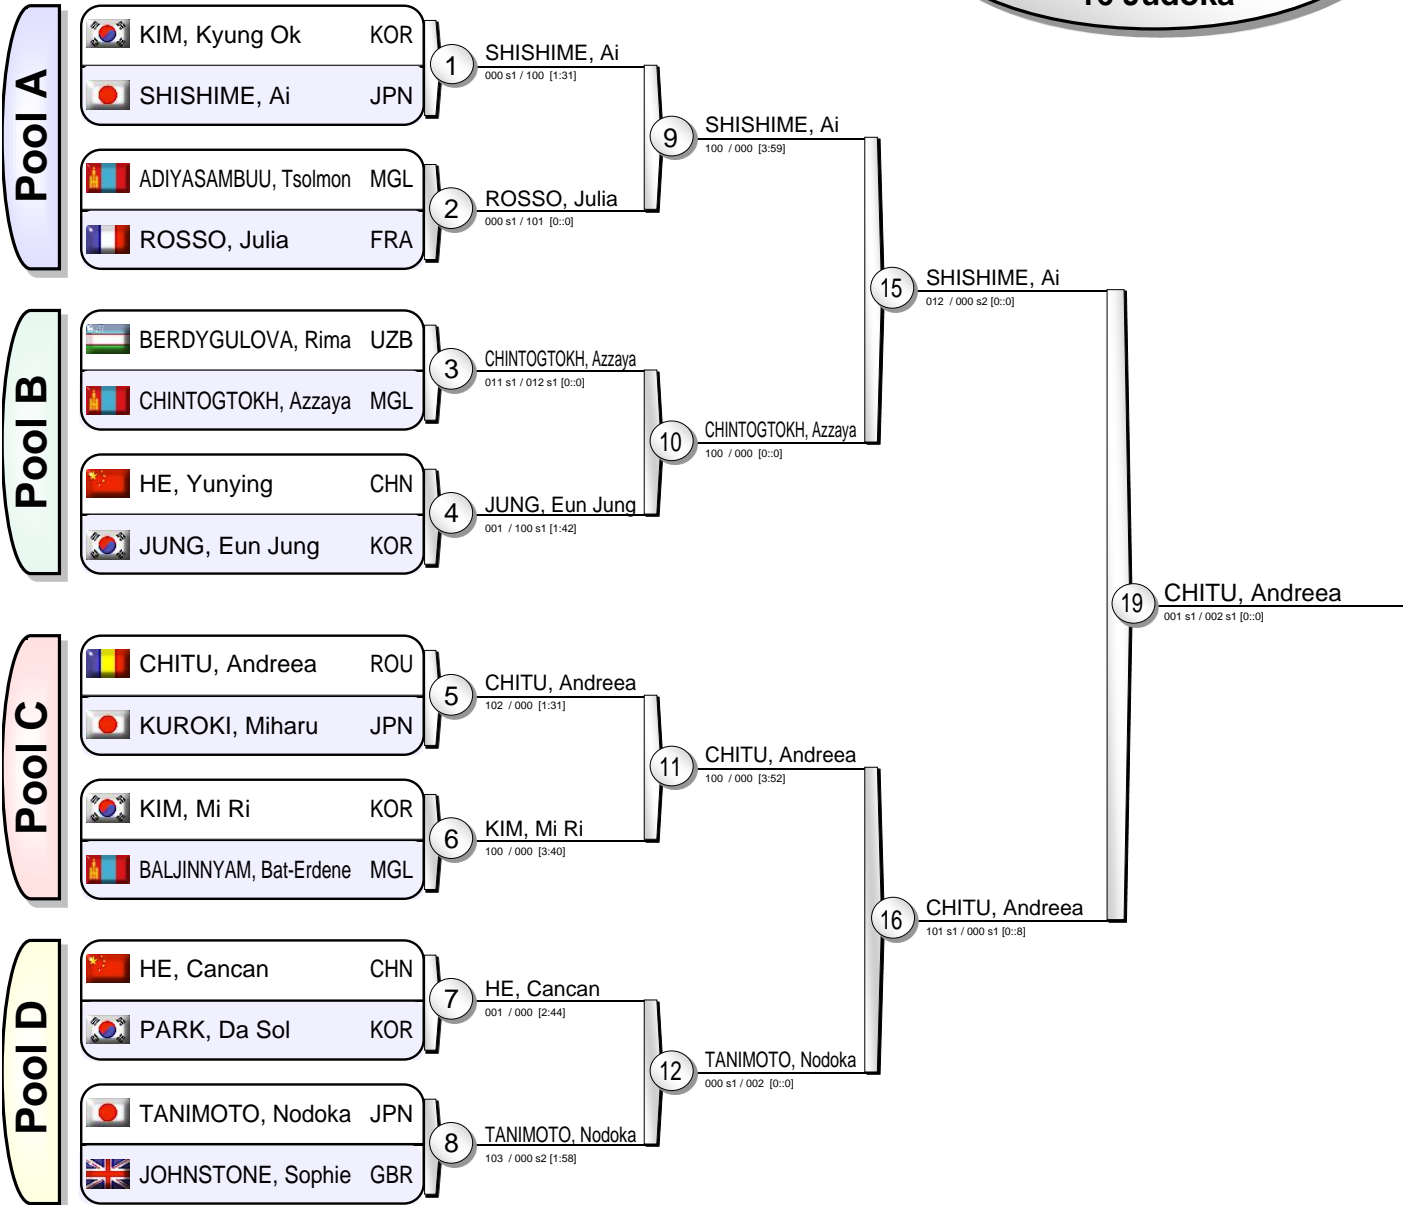 16 Judoka
Pool A
KIM, Kyung Ok KOR
SHISHIME, Ai JPN
1
SHISHIME, Ai
000 s1 / 100 [1:31]
ADIYASAMBUU, Tsolmon MGL
ROSSO, Julia FRA
2
ROSSO, Julia
000 s1 / 101 [0::0]
9
SHISHIME, Ai
100 / 000 [3:59]
Pool B
BERDYGULOVA, Rima UZB
CHINTOGTOKH, Azzaya MGL
3
CHINTOGTOKH, Azzaya
011 s1 / 012 s1 [0::0]
HE, Yunying CHN
JUNG, Eun Jung KOR
4
JUNG, Eun Jung
001 / 100 s1 [1:42]
10
CHINTOGTOKH, Azzaya
100 / 000 [0::0]
15
SHISHIME, Ai
012 / 000 s2 [0::0]
Pool C
CHITU, Andreea ROU
KUROKI, Miharu JPN
5
CHITU, Andreea
102 / 000 [1:31]
KIM, Mi Ri KOR
BALJINNYAM, Bat-Erdene MGL
6
KIM, Mi Ri
100 / 000 [3:40]
11
CHITU, Andreea
100 / 000 [3:52]
Pool D
HE, Cancan CHN
PARK, Da Sol KOR
7
HE, Cancan
001 / 000 [2:44]
TANIMOTO, Nodoka JPN
JOHNSTONE, Sophie GBR
8
TANIMOTO, Nodoka
103 / 000 s2 [1:58]
12
TANIMOTO, Nodoka
000 s1 / 002 [0::0]
16
CHITU, Andreea
101 s1 / 000 s1 [0::8]
19
CHITU, Andreea
001 s1 / 002 s1 [0::0]